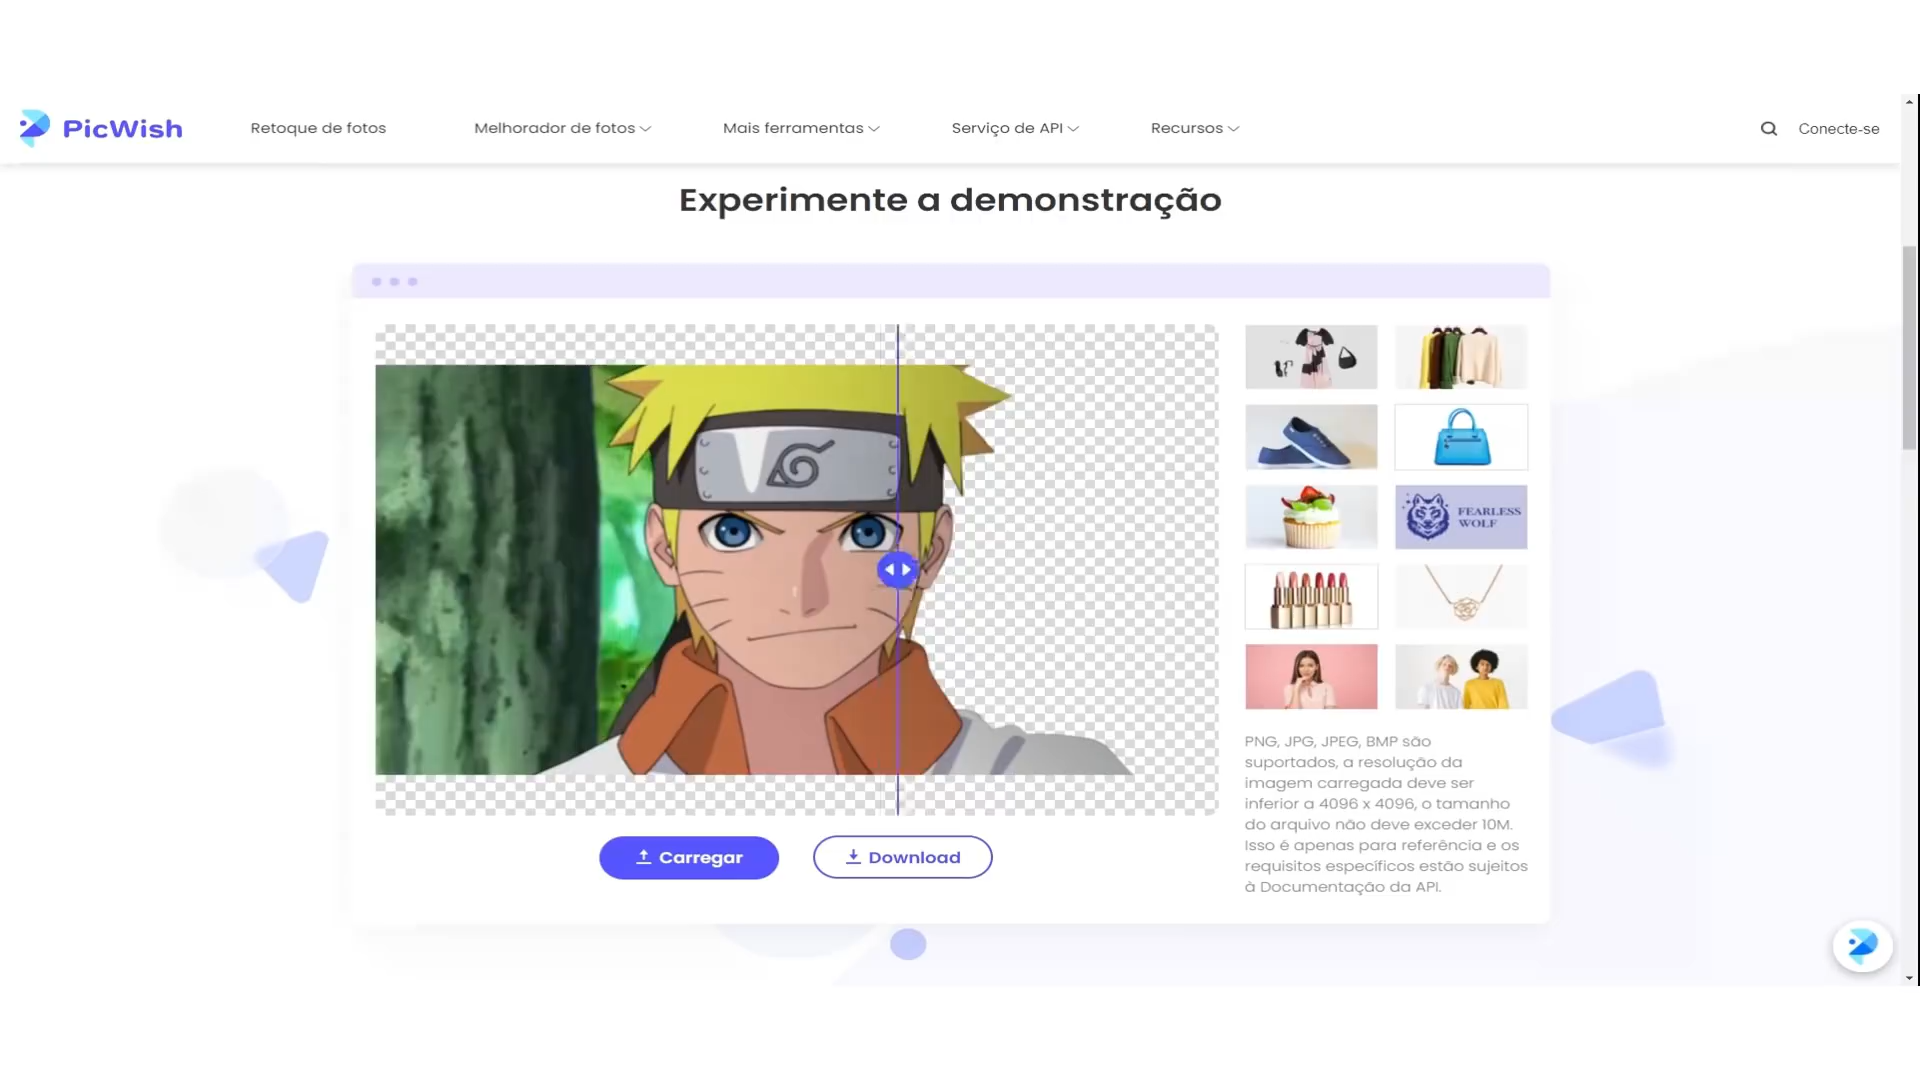 PicWish
Retoque de fotos
Melhorador de fotos
Mais ferramentas
Serviço de API
Recursos
Conecte-se
Experimente a demonstração
FEARLESS
WOLF
PNG, JPG, JPEG, BMP são
suportados, a resolução da
imagem carregada deve ser
inferior a 4096 x 4096, o tamanho
do arquivo não deve exceder 10M.
Isso é apenas para referência e os
requisitos específicos estão sujeitos
à Documentação da API.
Carregar
Download